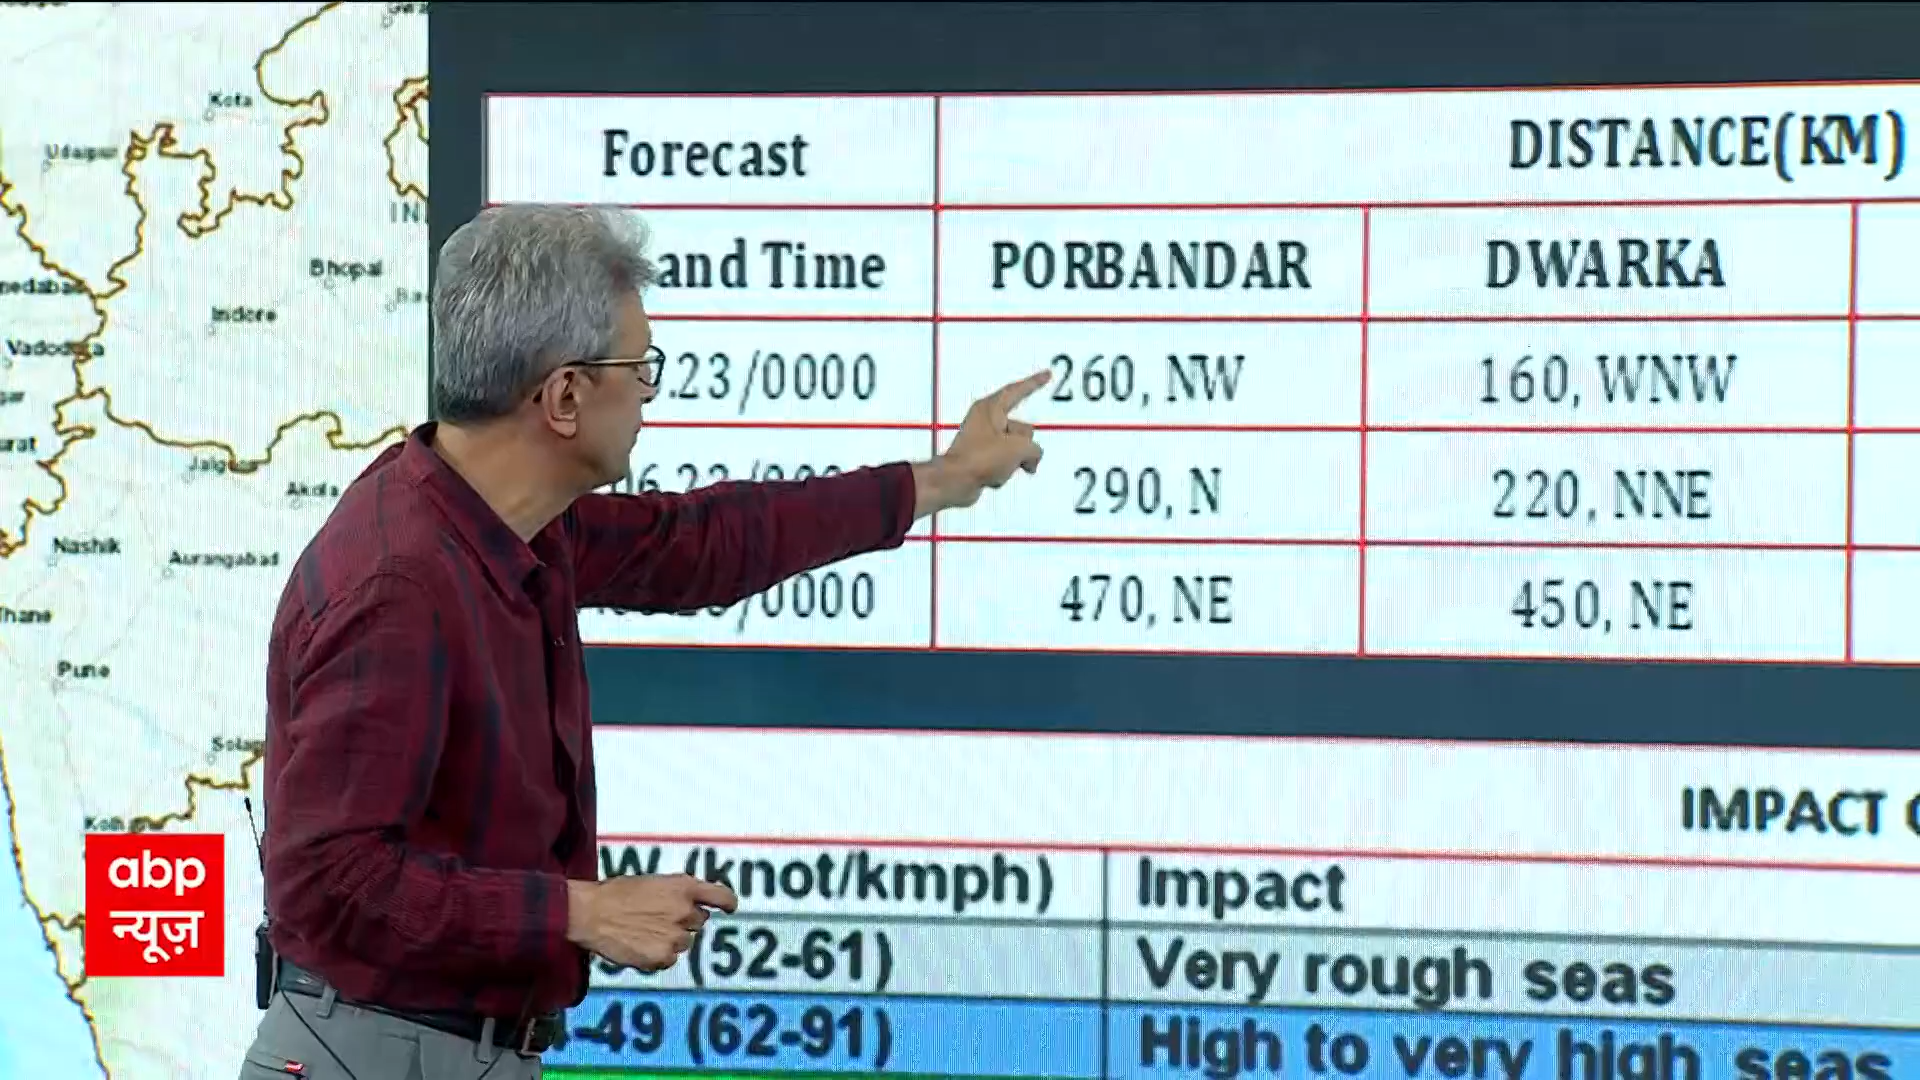 Kota
Udaipur
Bhopal
Indore
Vadodara
Jalgaon
Akola
Nashik
Aurangabad
Thane
Pune
abp
न्यूज़
Forecast
DISTANCE(KM)
and Time
PORBANDAR
DWARKA
.23/0000
260, NW
160, WNW
290, N
220, NNE
/0000
470, NE
450, NE
IMPACT
W (knot/kmph)
Impact
(52-61)
Very rough seas
-49 (62-91)
High to very high seas